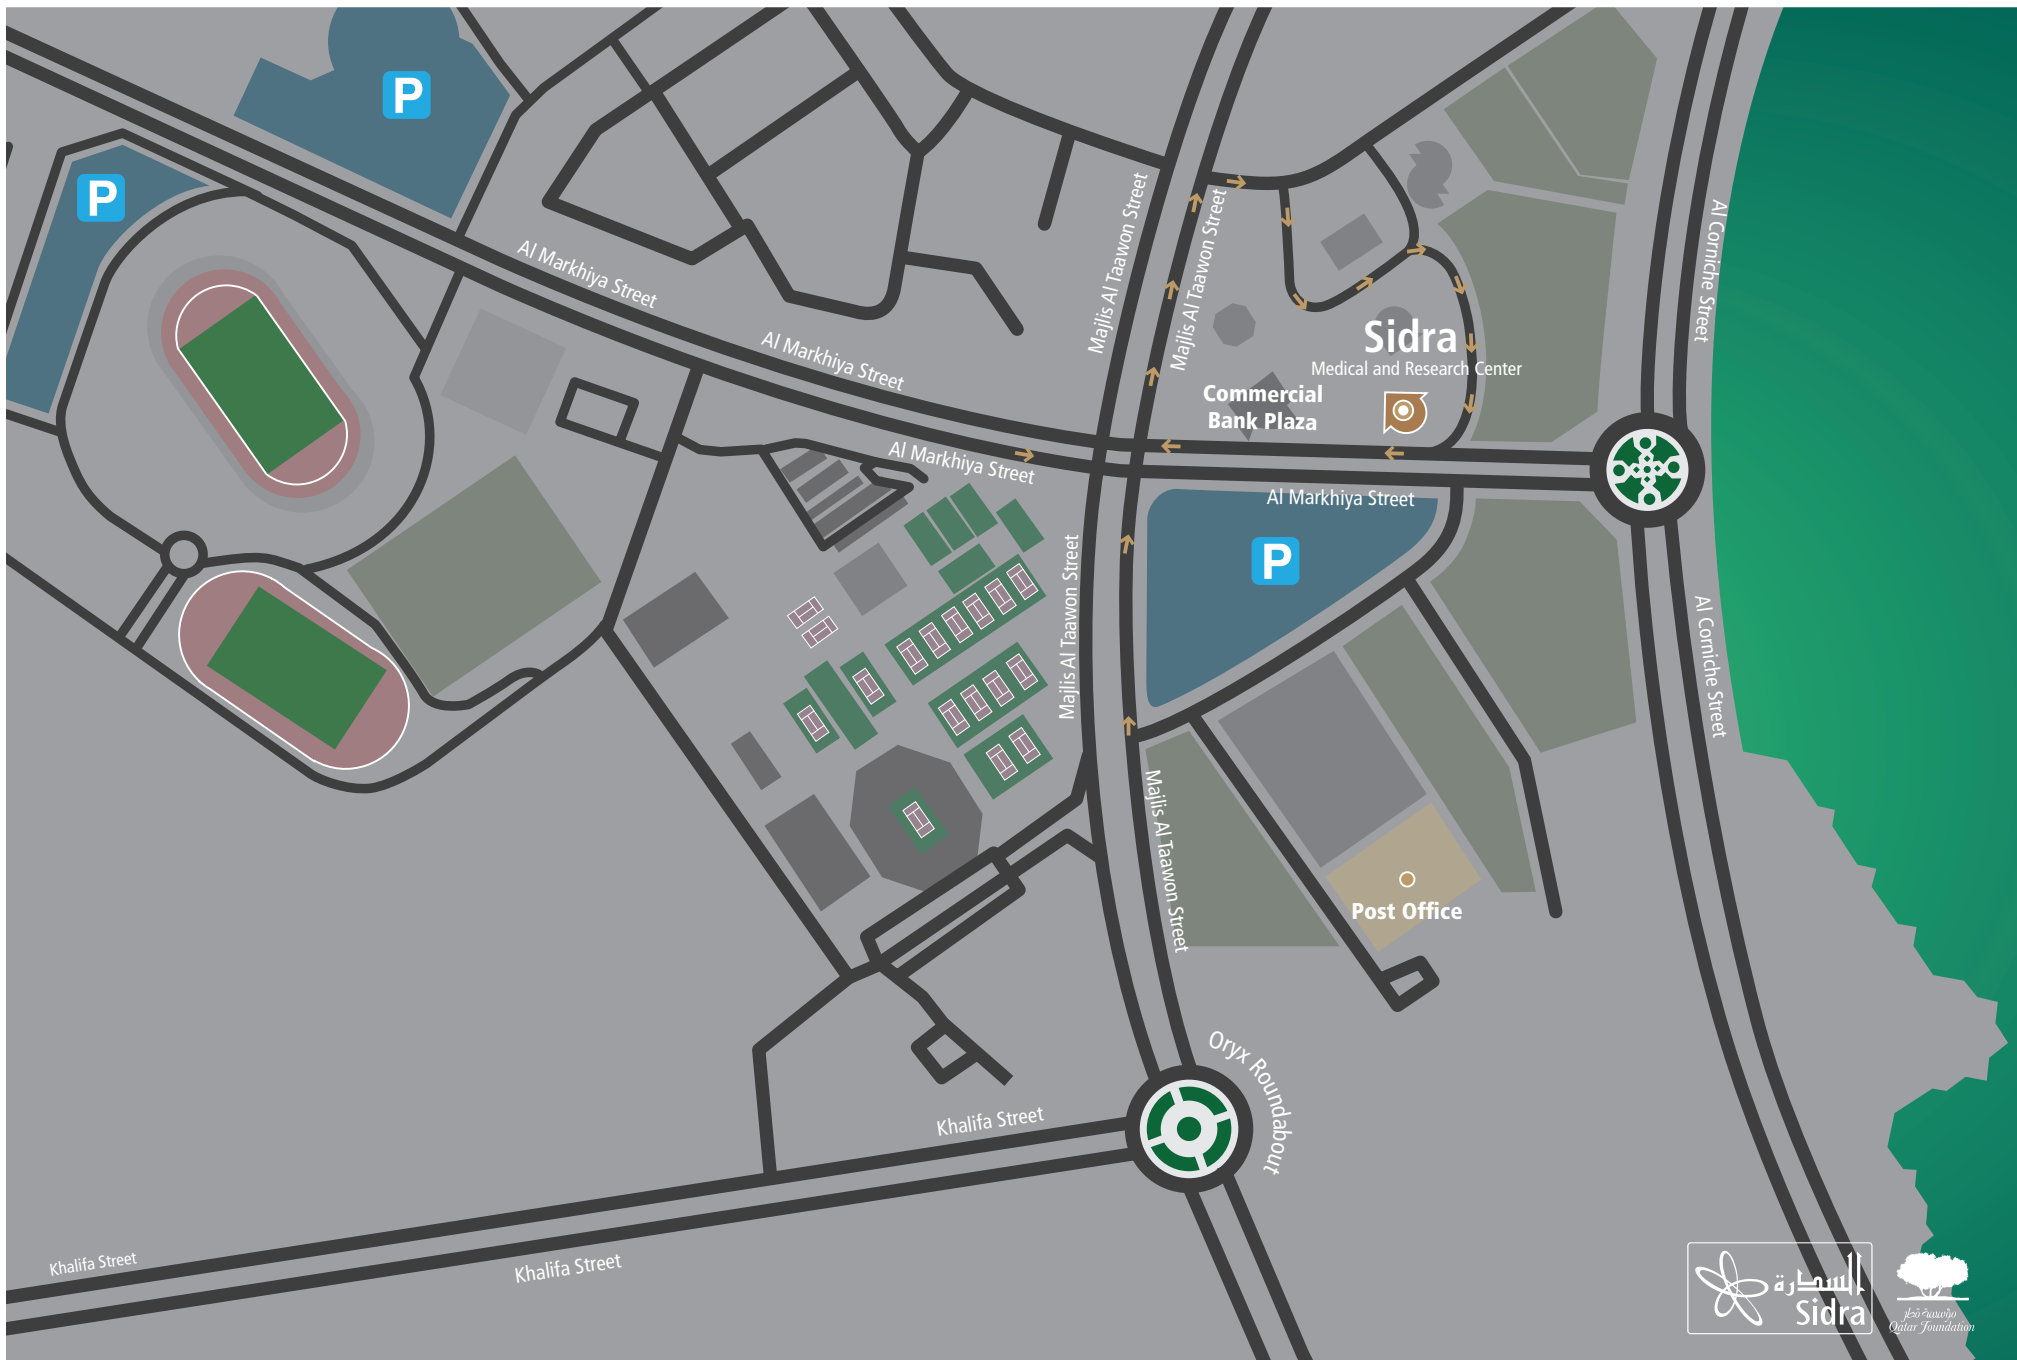 P
P
Al Markhiya Street
Al Markhiya Street
Majlis Al Taawon Street
Majlis Al Taawon Street
Al Corniche Street
Sidra
Medical and Research Center
Commercial
Bank Plaza
Al Markhiya Street
Al Markhiya Street
P
Majlis Al Taawon Street
Al Corniche Street
Majlis Al Taawon Street
Post Office
Oryx Roundabout
Khalifa Street
Khalifa Street
Khalifa Street
السدرة
Sidra
مؤسسة قطر
Qatar Foundation